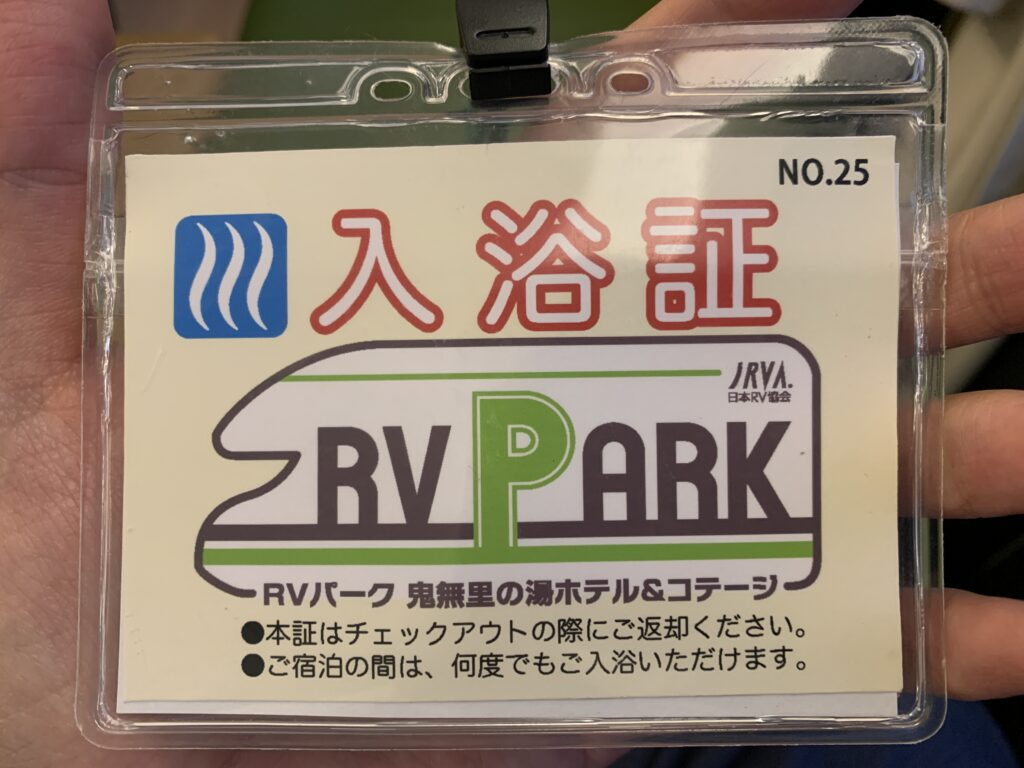 NO.25
入浴証
JRVA.
日本RV協会
RV PARK
RVパーク 鬼無里の湯ホテル&コテージ
●本証はチェックアウトの際にご返却ください。
●ご宿泊の間は、何度でもご入浴いただけます。